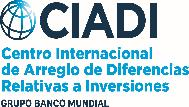 CIADI
Centro Internacional
de Arreglo de Diferencias
Relativas a Inversiones
GRUPO BANCO MUNDIAL